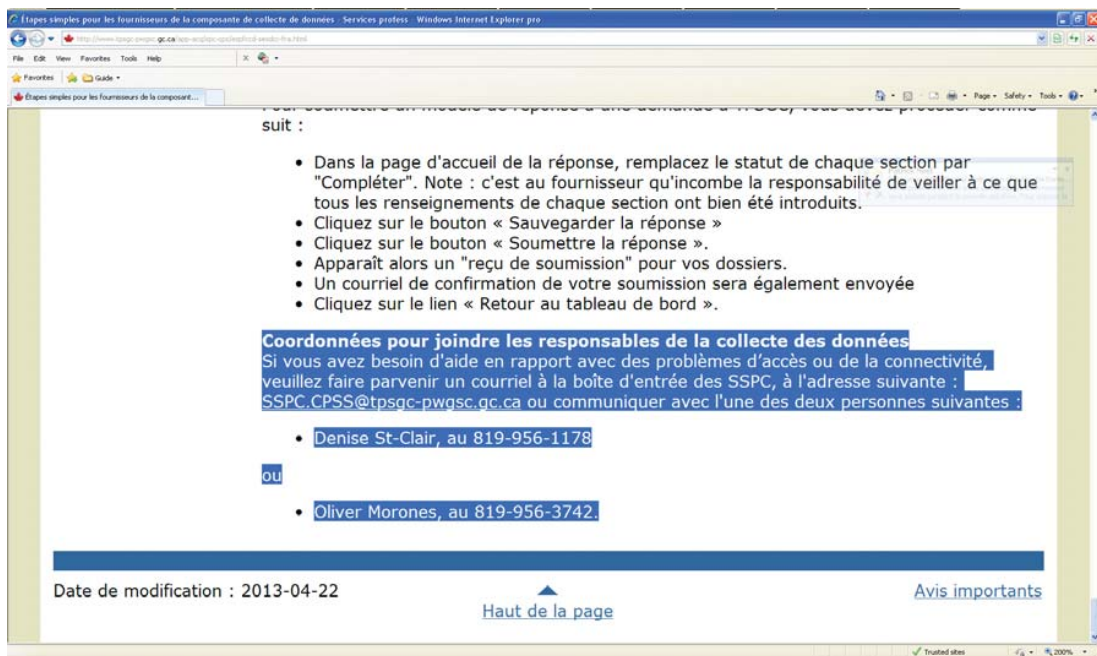 Étapes simples pour les fournisseurs de la composante de collecte de données - Services profess - Windows Internet Explorer pro
File Edit View Favorites Tools Help
Favorites Guide
Étapes simples pour les fournisseurs de la composant...
Page Safety Tools
suit :
• Dans la page d'accueil de la réponse, remplacez le statut de chaque section par
"Compléter". Note : c'est au fournisseur qu'incombe la responsabilité de veiller à ce que
tous les renseignements de chaque section ont bien été introduits.
• Cliquez sur le bouton « Sauvegarder la réponse »
• Cliquez sur le bouton « Soumettre la réponse ».
• Apparaît alors un "reçu de soumission" pour vos dossiers.
• Un courriel de confirmation de votre soumission sera également envoyée
• Cliquez sur le lien « Retour au tableau de bord ».
Coordonnées pour joindre les responsables de la collecte des données
Si vous avez besoin d'aide en rapport avec des problèmes d’accès ou de la connectivité,
veuillez faire parvenir un courriel à la boîte d'entrée des SSPC, à l'adresse suivante :
SSPC.CPSS@tpsgc-pwgsc.gc.ca ou communiquer avec l'une des deux personnes suivantes :
• Denise St-Clair, au 819-956-1178
ou
• Oliver Morones, au 819-956-3742.
Date de modification : 2013-04-22
Haut de la page
Avis importants
Trusted sites
200%